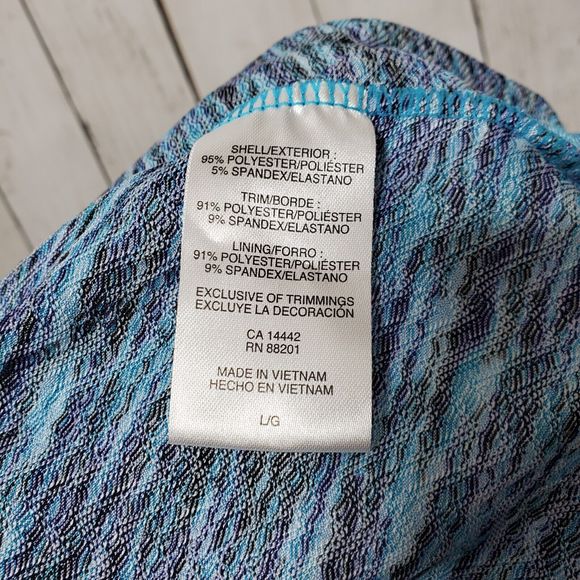 SHELL/EXTERIOR :
95% POLYESTER/POLIÉSTER
5% SPANDEX/ELASTANO
TRIM/BORDE :
91% POLYESTER/POLIÉSTER
9% SPANDEX/ELASTANO
LINING/FORRO :
91% POLYESTER/POLIÉSTER
9% SPANDEX/ELASTANO
EXCLUSIVE OF TRIMMINGS
EXCLUYE LA DECORACIÓN
CA 14442
RN 88201
MADE IN VIETNAM
HECHO EN VIETNAM
L/G